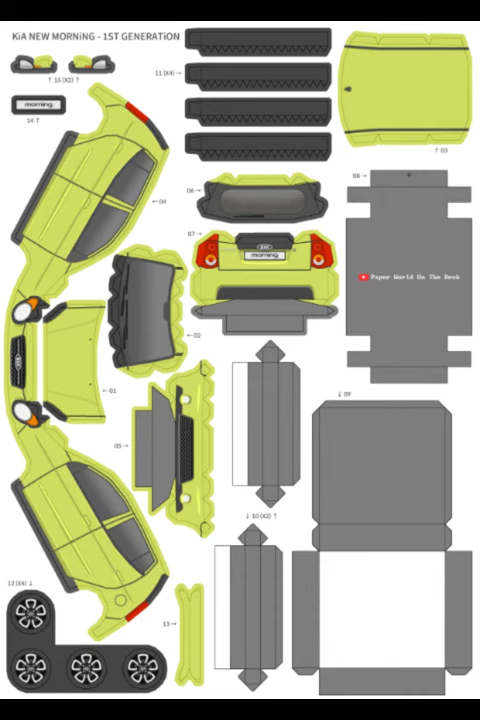 KiA NEW MORNiNG - 1ST GENERATiON
↑ 15 (X2) ↑
morning
14 ↑
11 (X4) →
↑ 03
06 →
08 →
←04
07 →
KIA
morning
Paper World On The Desk
← 02
KIA
← 01
↓ 09
05 →
↓ 10 (X2) ↑
12 (X4) ↓
13 →